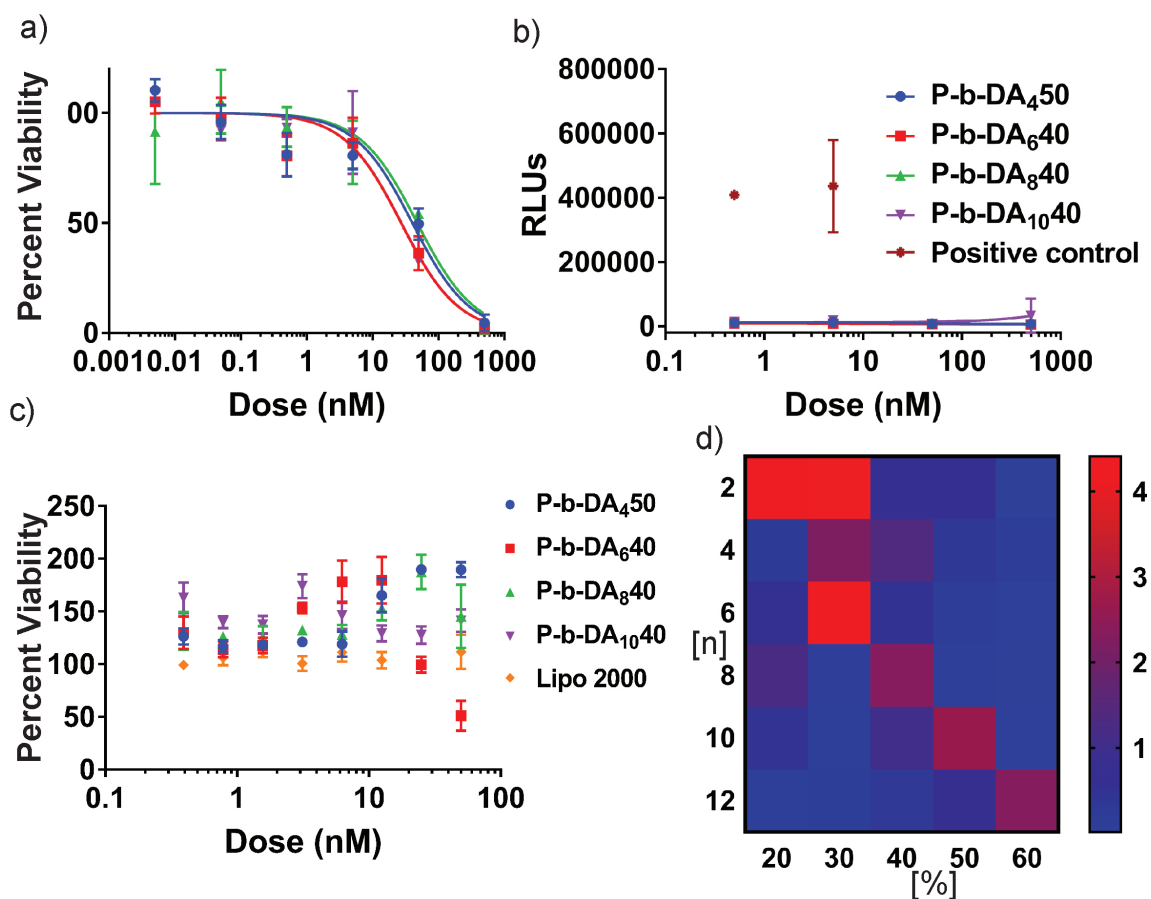 a)
Percent Viability
00
50
0
0.001 0.01 0.1 1 10 100 1000
Dose (nM)
b)
RLUs
800000
600000
400000
200000
0
0.1 1 10 100 1000
Dose (nM)
P-b-DA₄50
P-b-DA₆40
P-b-DA₈40
P-b-DA₁₀40
Positive control
c)
Percent Viability
250
200
150
100
50
0
0.1 1 10 100
Dose (nM)
P-b-DA₄50
P-b-DA₆40
P-b-DA₈40
P-b-DA₁₀40
Lipo 2000
d)
[n]
2
4
6
8
10
12
20 30 40 50 60
[%]
4
3
2
1